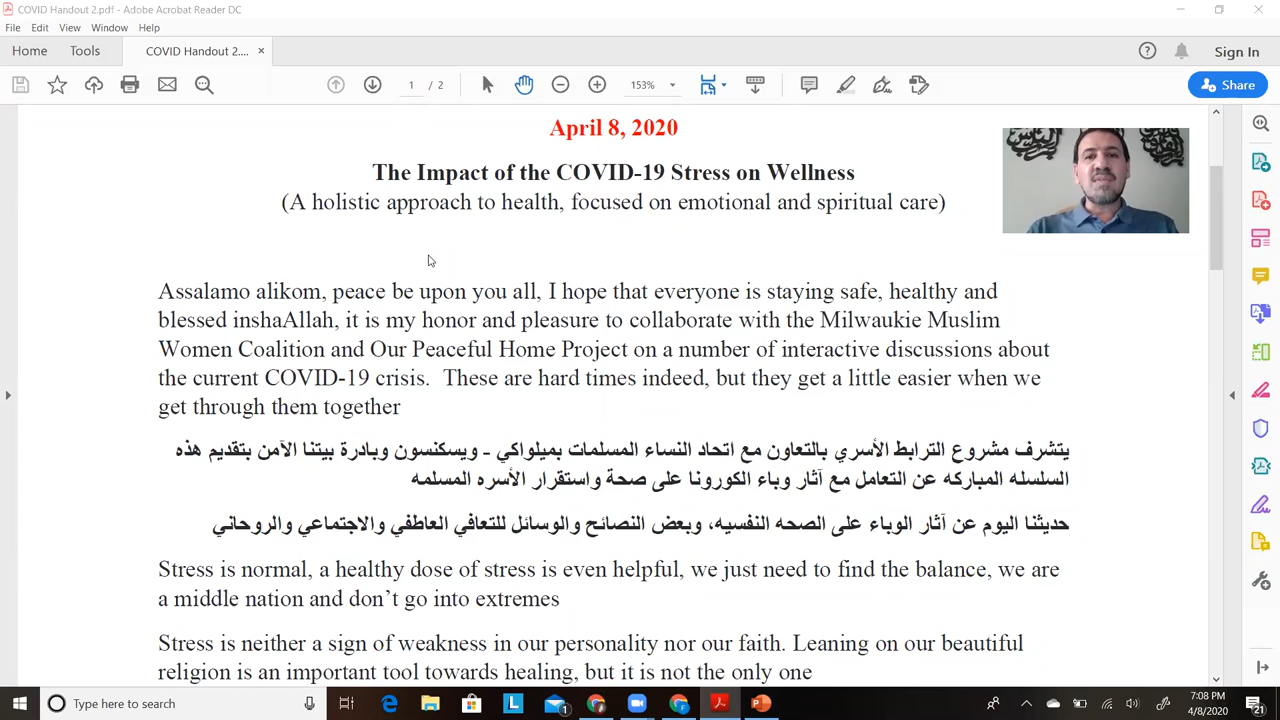 COVID Handout 2.pdf - Adobe Acrobat Reader DC
File Edit View Window Help
Home Tools COVID Handout 2.... × Sign In
1 / 2 153% Share
April 8, 2020
The Impact of the COVID-19 Stress on Wellness
(A holistic approach to health, focused on emotional and spiritual care)
Assalamo alikom, peace be upon you all, I hope that everyone is staying safe, healthy and
blessed inshaAllah, it is my honor and pleasure to collaborate with the Milwaukie Muslim
Women Coalition and Our Peaceful Home Project on a number of interactive discussions about
the current COVID-19 crisis. These are hard times indeed, but they get a little easier when we
get through them together
يتشرف مشروع الترابط الأسري بالتعاون مع اتحاد النساء المسلمات بميلواكي - ويسكنسون وبادرة بيتنا الآمن بتقديم هذه
السلسله المباركه عن التعامل مع آثار وباء الكورونا على صحة واستقرار الأسره المسلمه
حديثنا اليوم عن آثار الوباء على الصحه النفسيه، وبعض النصائح والوسائل للتعافي العاطفي والاجتماعي والروحاني
Stress is normal, a healthy dose of stress is even helpful, we just need to find the balance, we are
a middle nation and don’t go into extremes
Stress is neither a sign of weakness in our personality nor our faith. Leaning on our beautiful
religion is an important tool towards healing, but it is not the only one
Type here to search
7:08 PM
4/8/2020
21